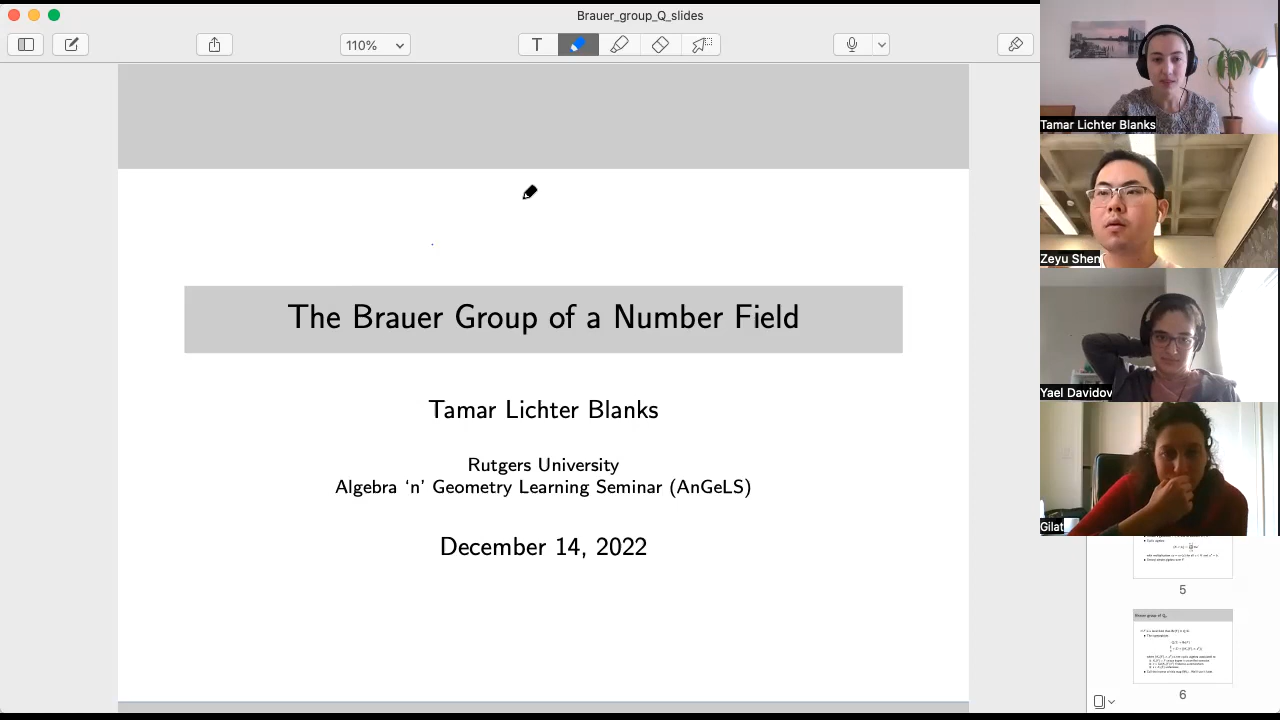 Brauer_group_Q_slides
110%
T
The Brauer Group of a Number Field
Tamar Lichter Blanks
Rutgers University
Algebra ‘n’ Geometry Learning Seminar (AnGeLS)
December 14, 2022
Tamar Lichter Blanks
Zeyu Shen
Yael Davidov
Gilat
5
6